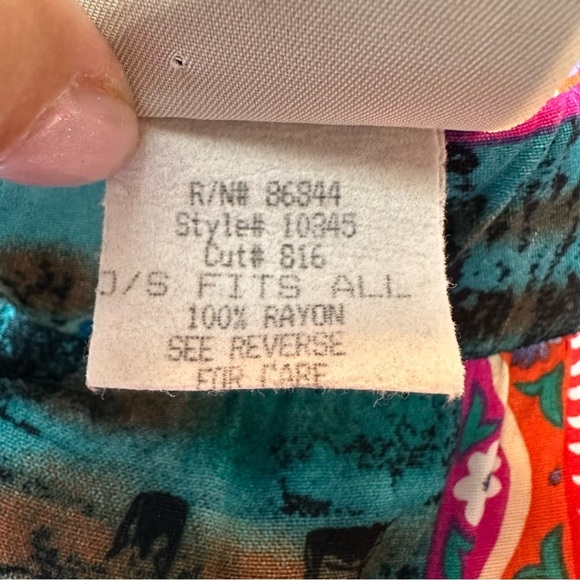 R/N# 86844
Style# 10345
Cut# 816
O/S FITS ALL
100% RAYON
SEE REVERSE
FOR CARE